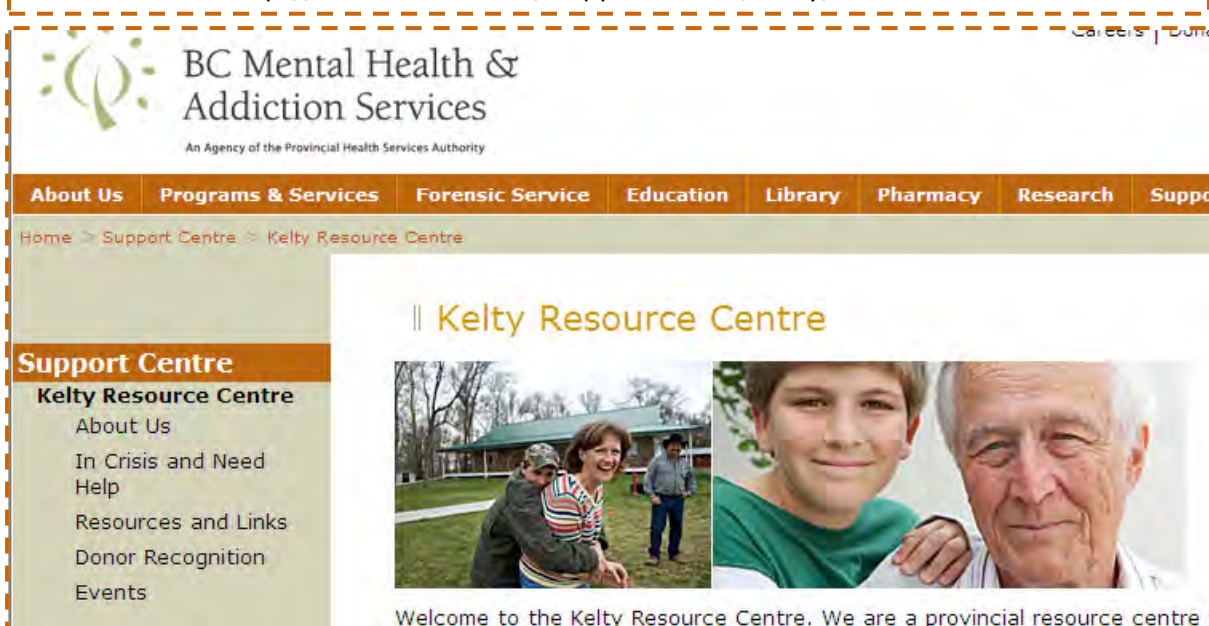 BC Mental Health &
Addiction Services
An Agency of the Provincial Health Services Authority
About Us Programs & Services Forensic Service Education Library Pharmacy Research
Home > Support Centre > Kelty Resource Centre
Kelty Resource Centre
Support Centre
Kelty Resource Centre
About Us
In Crisis and Need
Help
Resources and Links
Donor Recognition
Events
Welcome to the Kelty Resource Centre. We are a provincial resource centre